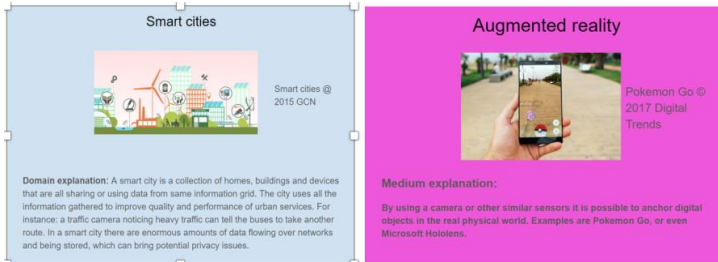 Smart cities
Smart cities @
2015 GCN
Domain explanation: A smart city is a collection of homes, buildings and devices
that are all sharing or using data from same information grid. The city uses all the
information gathered to improve quality and performance of urban services. For
instance: a traffic camera noticing heavy traffic can tell the buses to take another
route. In a smart city there are enormous amounts of data flowing over networks
and being stored, which can bring potential privacy issues.
Augmented reality
Pokemon Go ©
2017 Digital
Trends
Medium explanation:
By using a camera or other similar sensors it is possible to anchor digital
objects in the real physical world. Examples are Pokemon Go, or even
Microsoft Hololens.